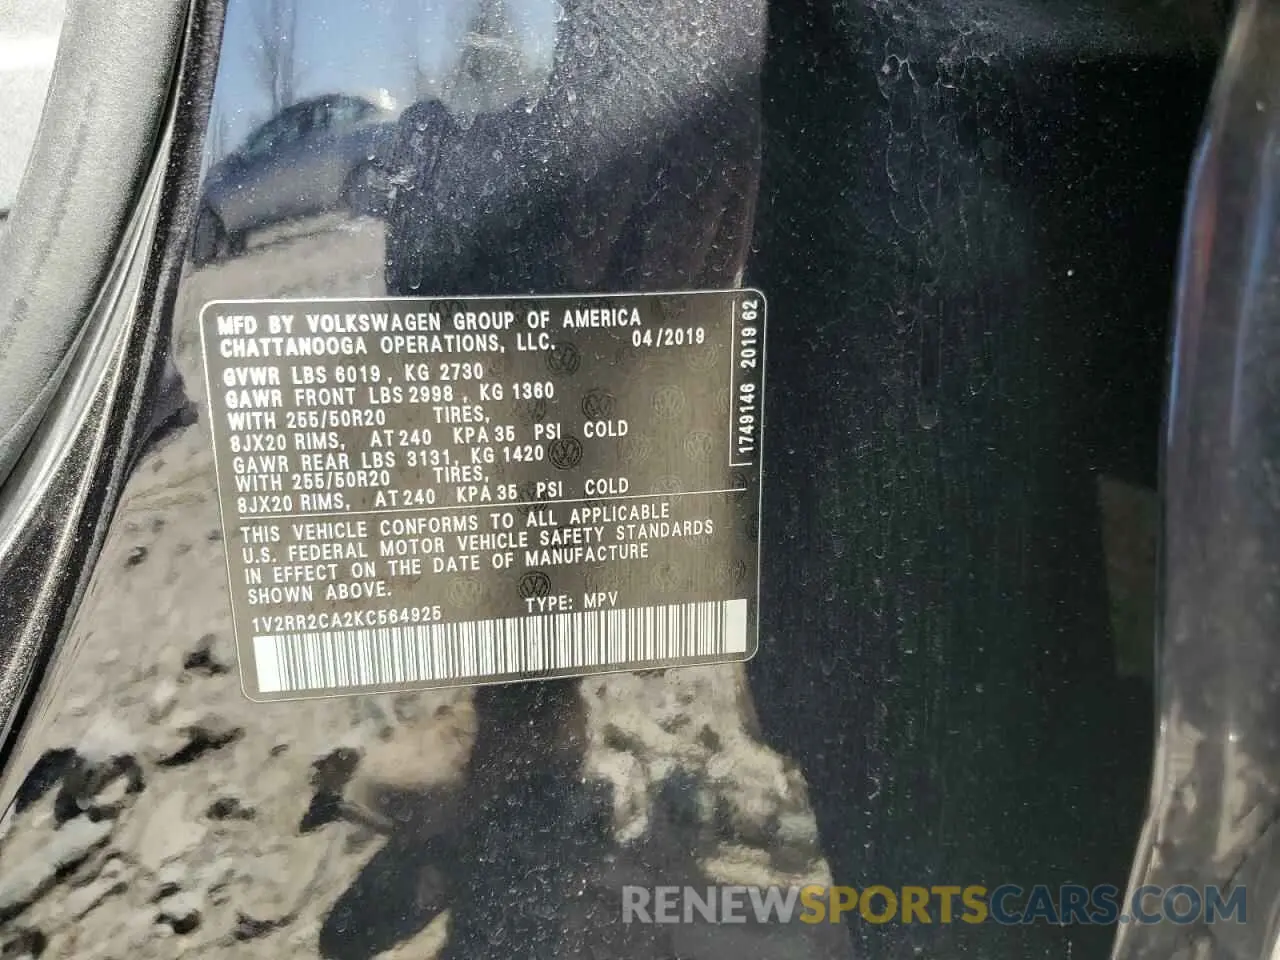 MFD BY VOLKSWAGEN GROUP OF AMERICA
CHATTANOOGA OPERATIONS, LLC. 04/2019
GVWR LBS 6019, KG 2730
GAWR FRONT LBS 2998, KG 1360
WITH 255/50R20 TIRES,
8JX20 RIMS, AT 240 KPA 35 PSI COLD
GAWR REAR LBS 3131, KG 1420
WITH 255/50R20 TIRES,
8JX20 RIMS, AT 240 KPA 35 PSI COLD
THIS VEHICLE CONFORMS TO ALL APPLICABLE
U.S. FEDERAL MOTOR VEHICLE SAFETY STANDARDS
IN EFFECT ON THE DATE OF MANUFACTURE
SHOWN ABOVE.
1V2RR2CA2KC564925 TYPE: MPV
1749146 2019 62
RENEWSPORTSCARS.COM